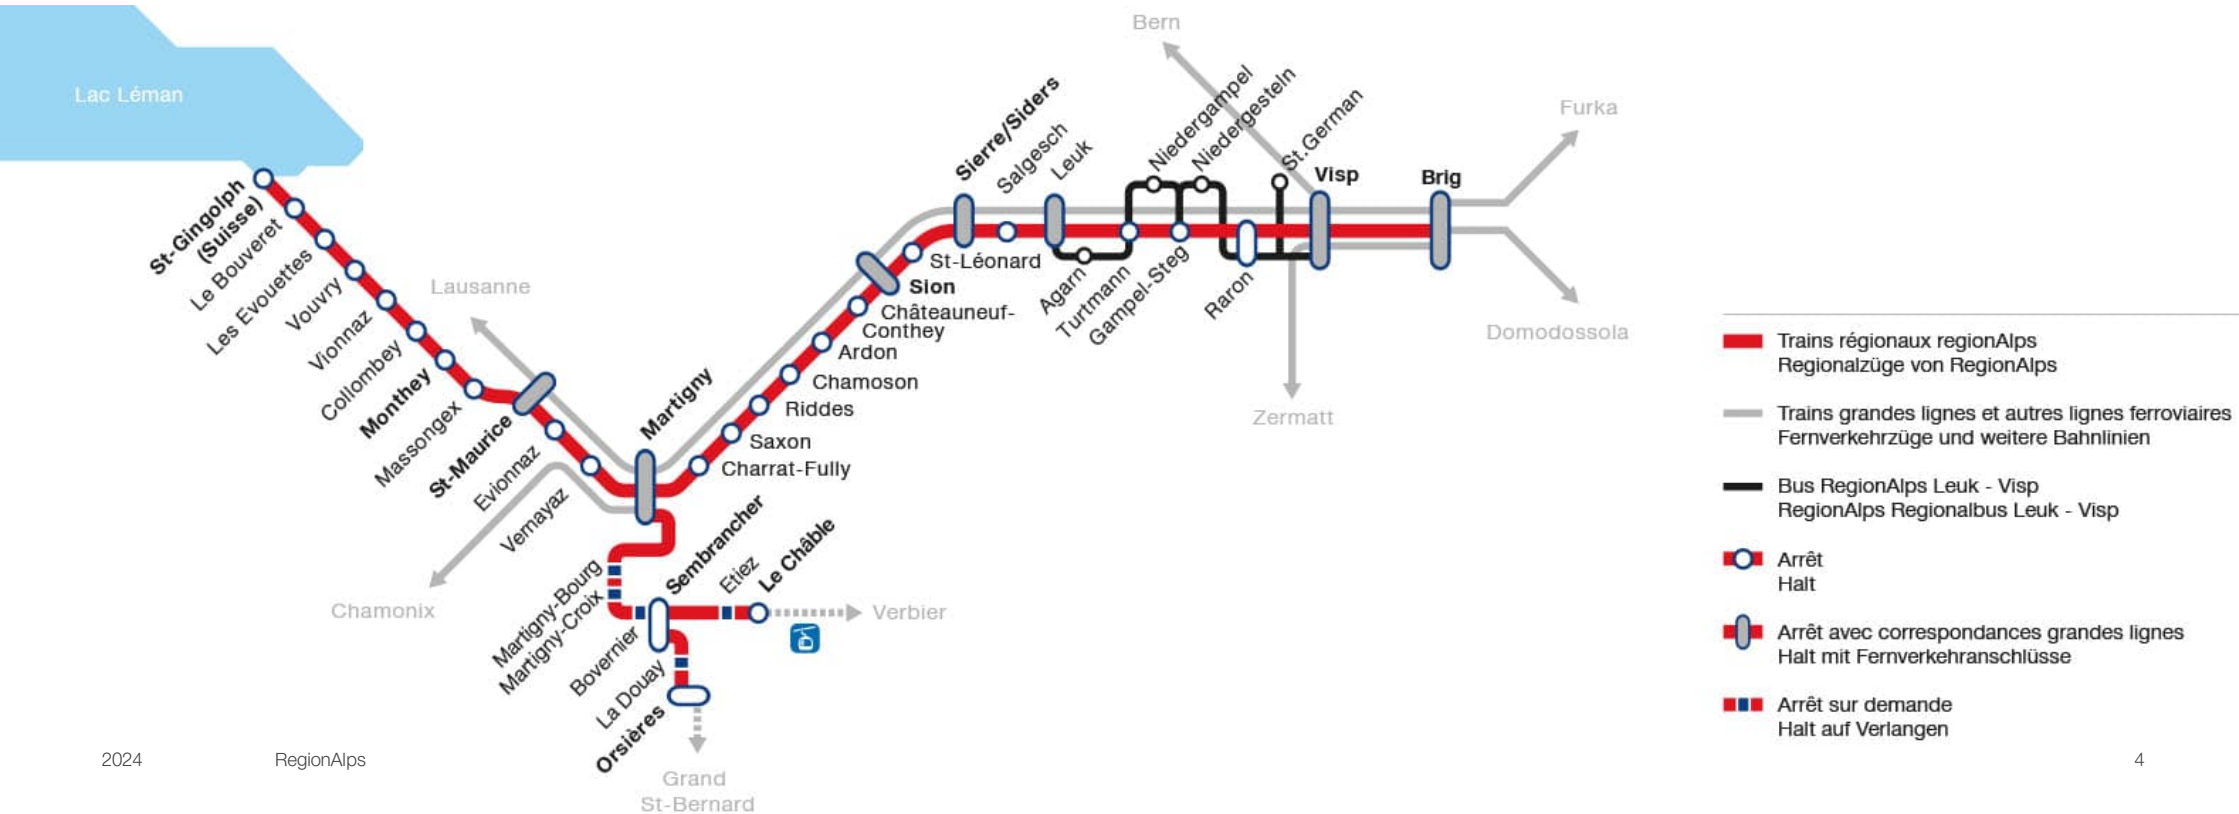 Bern
Furka
Lac Léman
Niedergampel
Niedergesteln
St.German
Sierre/Siders
Salgesch
Leuk
Visp
Brig
St-Gingolph
(Suisse)
Le Bouveret
Les Evouettes
Vouvry
Vionnaz
Collombey
Monthey
Massongex
St-Maurice
Evionnaz
Vernayaz
Lausanne
Martigny
St-Léonard
Sion
Châteauneuf-
Conthey
Ardon
Chamoson
Riddes
Saxon
Charrat-Fully
Agarn
Turtmann
Gampel-Steg
Raron
Zermatt
Domodossola
Chamonix
Martigny-Bourg
Martigny-Croix
Bovernier
Sembrancher
Etiez
Le Châble
Verbier
La Douay
Orsières
Grand
St-Bernard
Trains régionaux regionAlps
Regionalzüge von RegionAlps
Trains grandes lignes et autres lignes ferroviaires
Fernverkehrzüge und weitere Bahnlinien
Bus RegionAlps Leuk - Visp
RegionAlps Regionalbus Leuk - Visp
Arrêt
Halt
Arrêt avec correspondances grandes lignes
Halt mit Fernverkehranschlüsse
Arrêt sur demande
Halt auf Verlangen
2024
RegionAlps
4